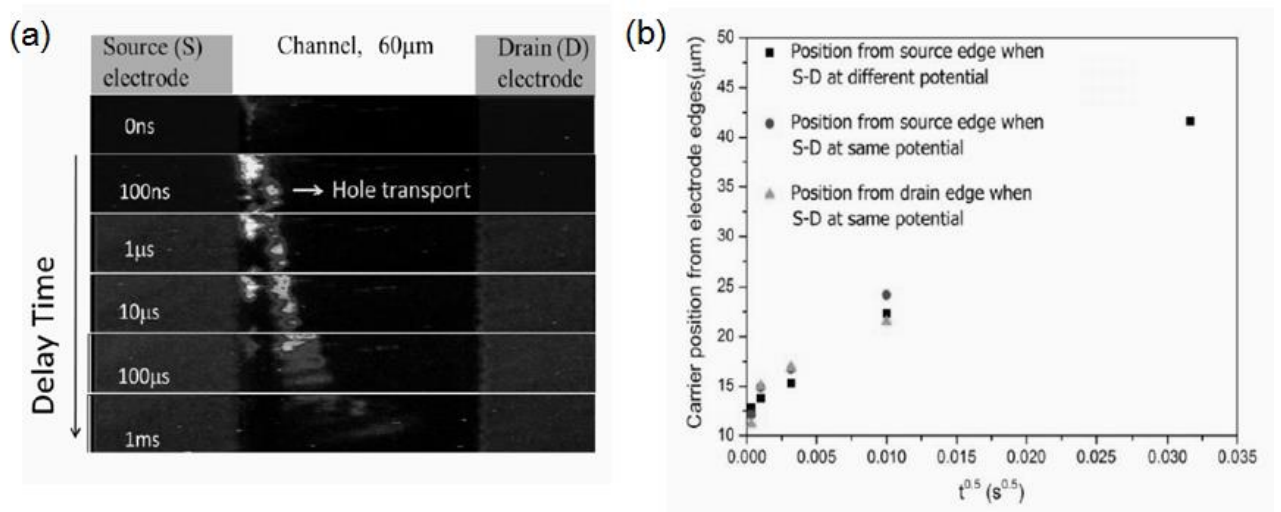 (a)
Source (S)
electrode
Channel, 60μm
Drain (D)
electrode
0ns
100ns
Hole transport
1μs
10μs
100μs
1ms
Delay Time
(b)
Carrier position from electrode edges(μm)
50
45
40
35
30
25
20
15
10
Position from source edge when
S-D at different potential
Position from source edge when
S-D at same potential
Position from drain edge when
S-D at same potential
0.000 0.005 0.010 0.015 0.020 0.025 0.030 0.035
t^0.5 (s^0.5)